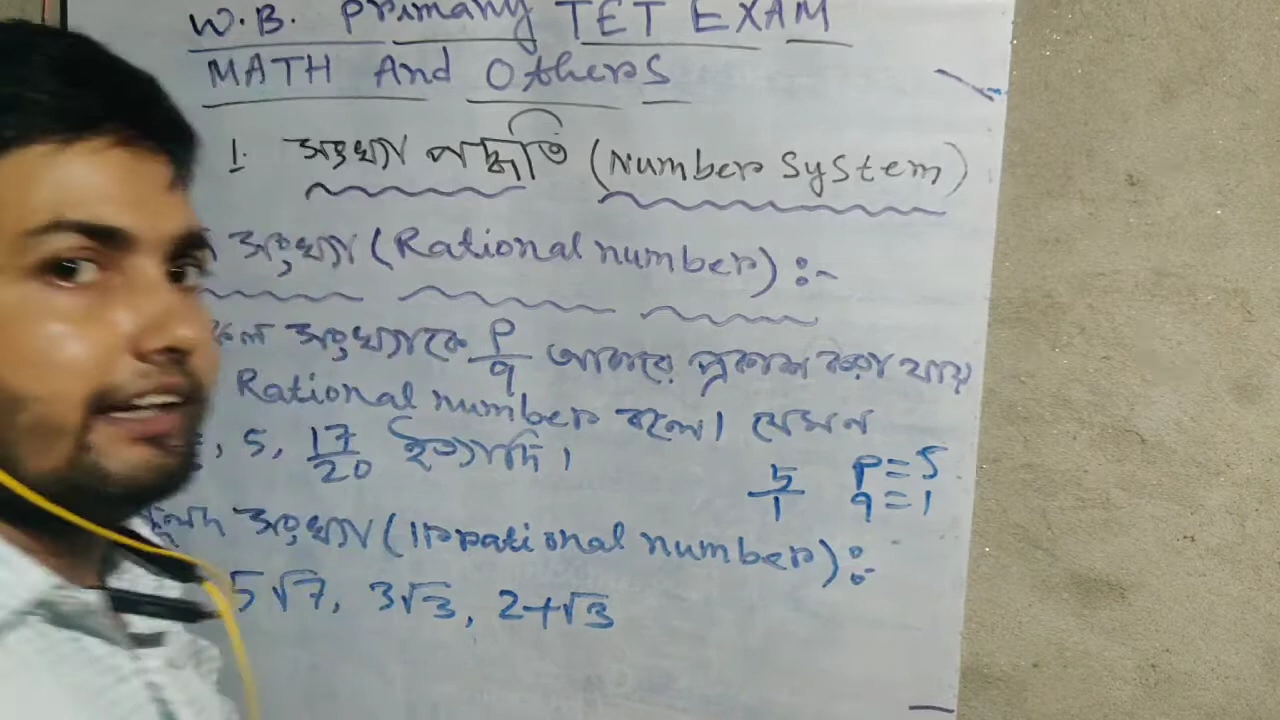 W.B. Primary TET EXAM
MATH And Others
1. সংখ্যা পদ্ধতি (Number System)
সংখ্যা (Rational number) :-
সংখ্যাকে p/q আকারে প্রকাশ করা যায়
Rational number বলে। যেমন
, 5, 17/20 ইত্যাদি।
5/1 p=5 q=1
সংখ্যা (Irrational number) :-
5√7, 3√3, 2+√3